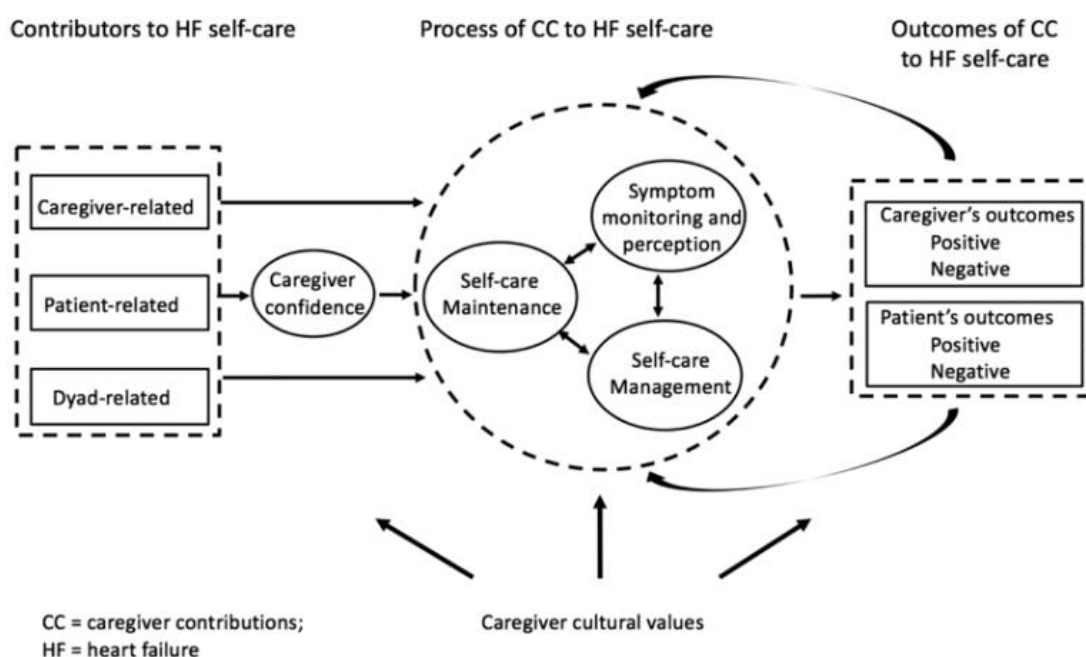 Contributors to HF self-care
Process of CC to HF self-care
Outcomes of CC
to HF self-care
Caregiver-related
Patient-related
Dyad-related
Caregiver
confidence
Self-care
Maintenance
Symptom
monitoring and
perception
Self-care
Management
Caregiver’s outcomes
Positive
Negative
Patient’s outcomes
Positive
Negative
Caregiver cultural values
CC = caregiver contributions;
HF = heart failure